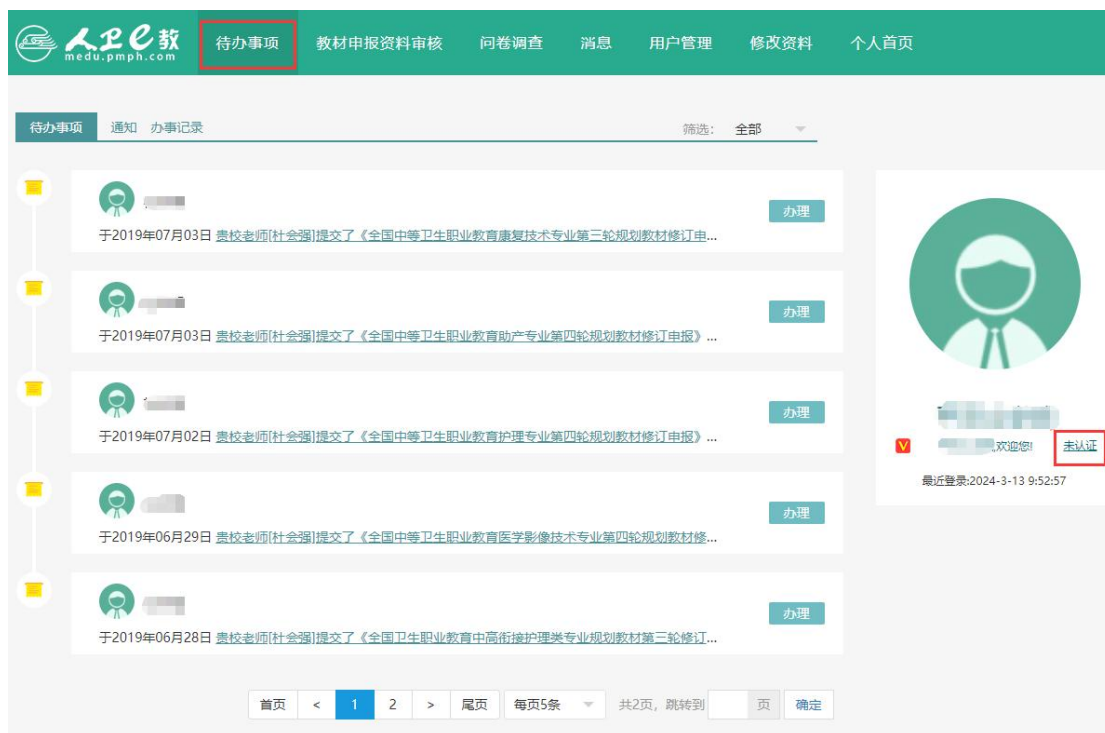 人卫e教 待办事项 教材申报资料审核 问卷调查 消息 用户管理 修改资料 个人首页
medu.pmph.com
待办事项 通知 办事记录 筛选: 全部
办理
于2019年07月03日 贵校老师[杜会强]提交了《全国中等卫生职业教育康复技术专业第三轮规划教材修订申...
办理
于2019年07月03日 贵校老师[杜会强]提交了《全国中等卫生职业教育助产专业第四轮规划教材修订申报》...
办理
于2019年07月02日 贵校老师[杜会强]提交了《全国中等卫生职业教育护理专业第四轮规划教材修订申报》...
办理
于2019年06月29日 贵校老师[杜会强]提交了《全国中等卫生职业教育医学影像技术专业第四轮规划教材修...
办理
于2019年06月28日 贵校老师[杜会强]提交了《全国卫生职业教育中高衔接护理类专业规划教材第三轮修订...
V ,欢迎您! 未认证
最近登录:2024-3-13 9:52:57
首页 < 1 2 > 尾页 每页5条 共2页，跳转到 页 确定